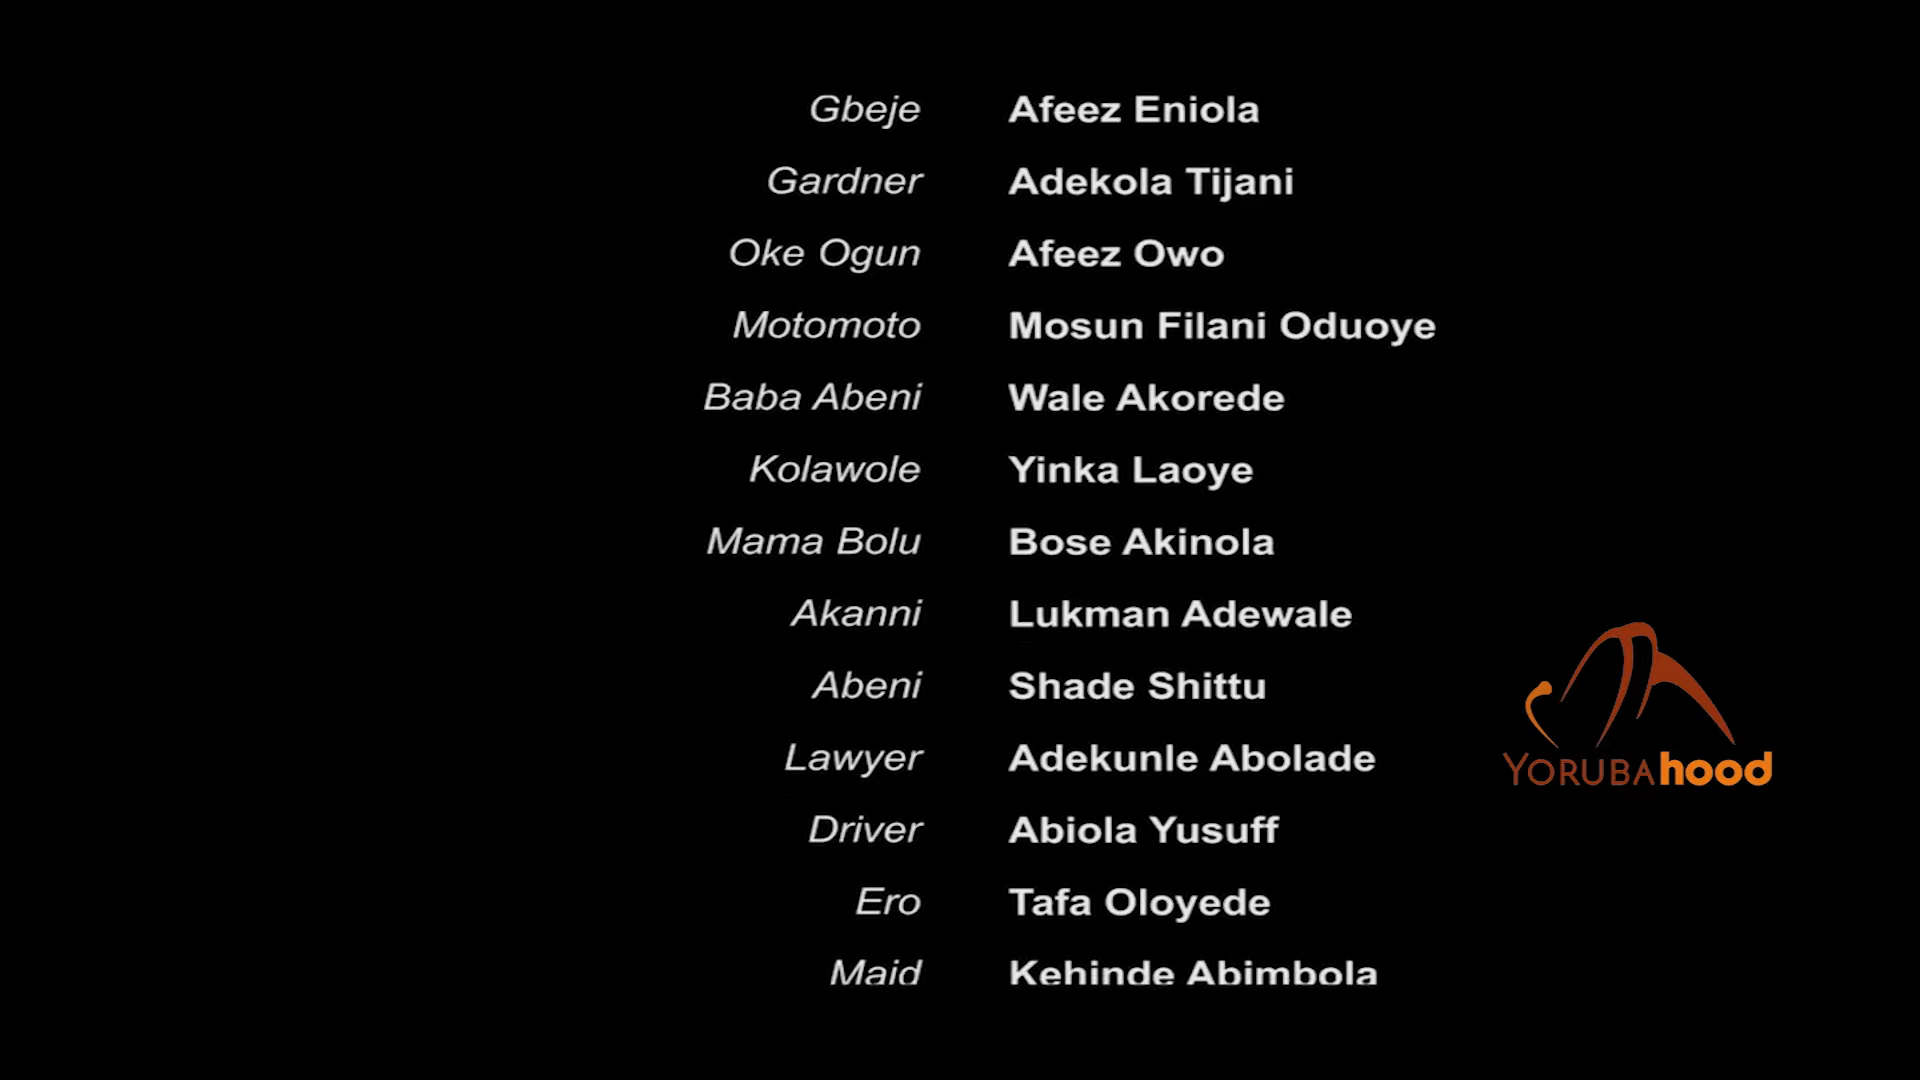 Gbeje Afeez Eniola
Gardner Adekola Tijani
Oke Ogun Afeez Owo
Motomoto Mosun Filani Oduoye
Baba Abeni Wale Akorede
Kolawole Yinka Laoye
Mama Bolu Bose Akinola
Akanni Lukman Adewale
Abeni Shade Shittu
Lawyer Adekunle Abolade
YORUBAhood
Driver Abiola Yusuff
Ero Tafa Oloyede
Maid Kehinde Abimbola